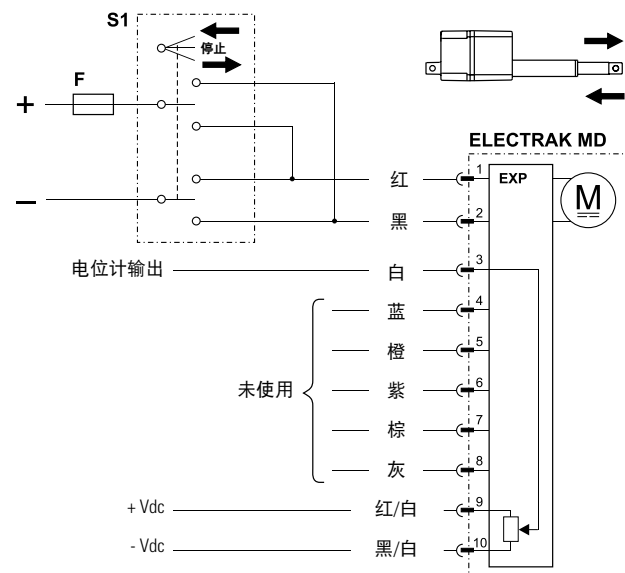 S1
停止
F
+
−
ELECTRAK MD
EXP
M
红 1
黑 2
电位计输出 白 3
蓝 4
橙 5
未使用 紫 6
棕 7
灰 8
+ Vdc 红/白 9
- Vdc 黑/白 10